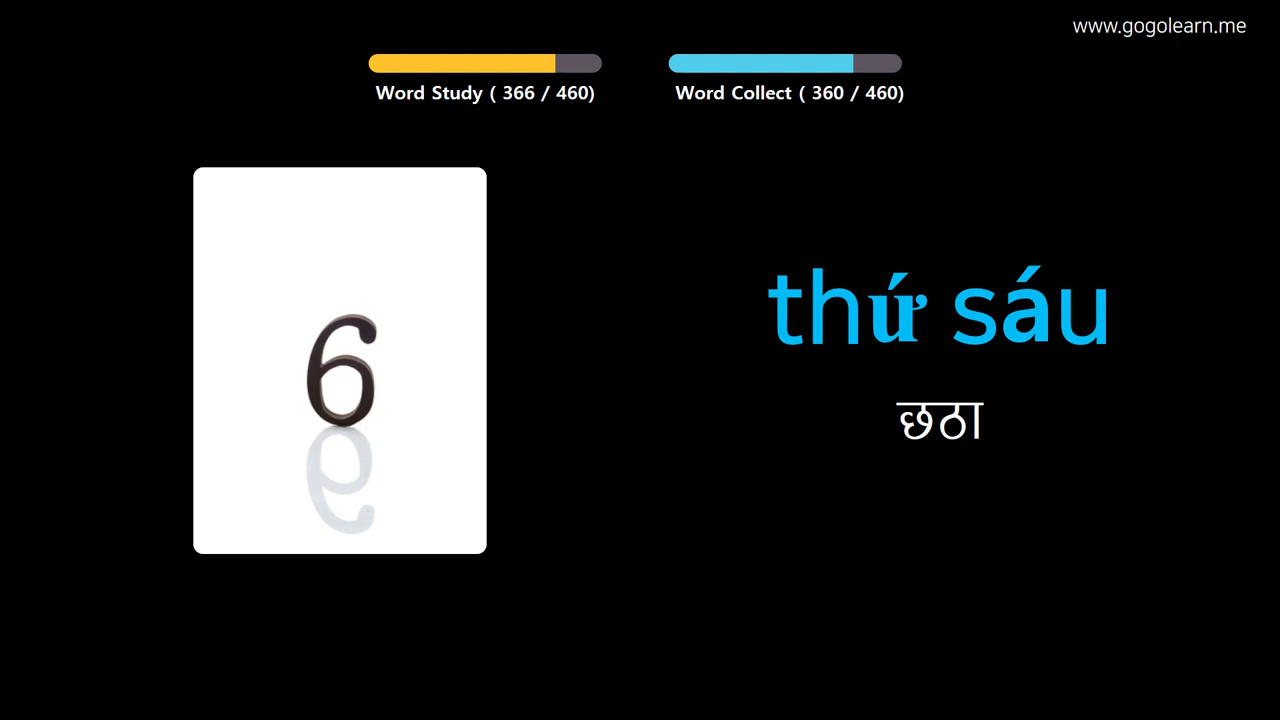 www.gogolearn.me
Word Study ( 366 / 460)
Word Collect ( 360 / 460)
6
thứ sáu
छठा